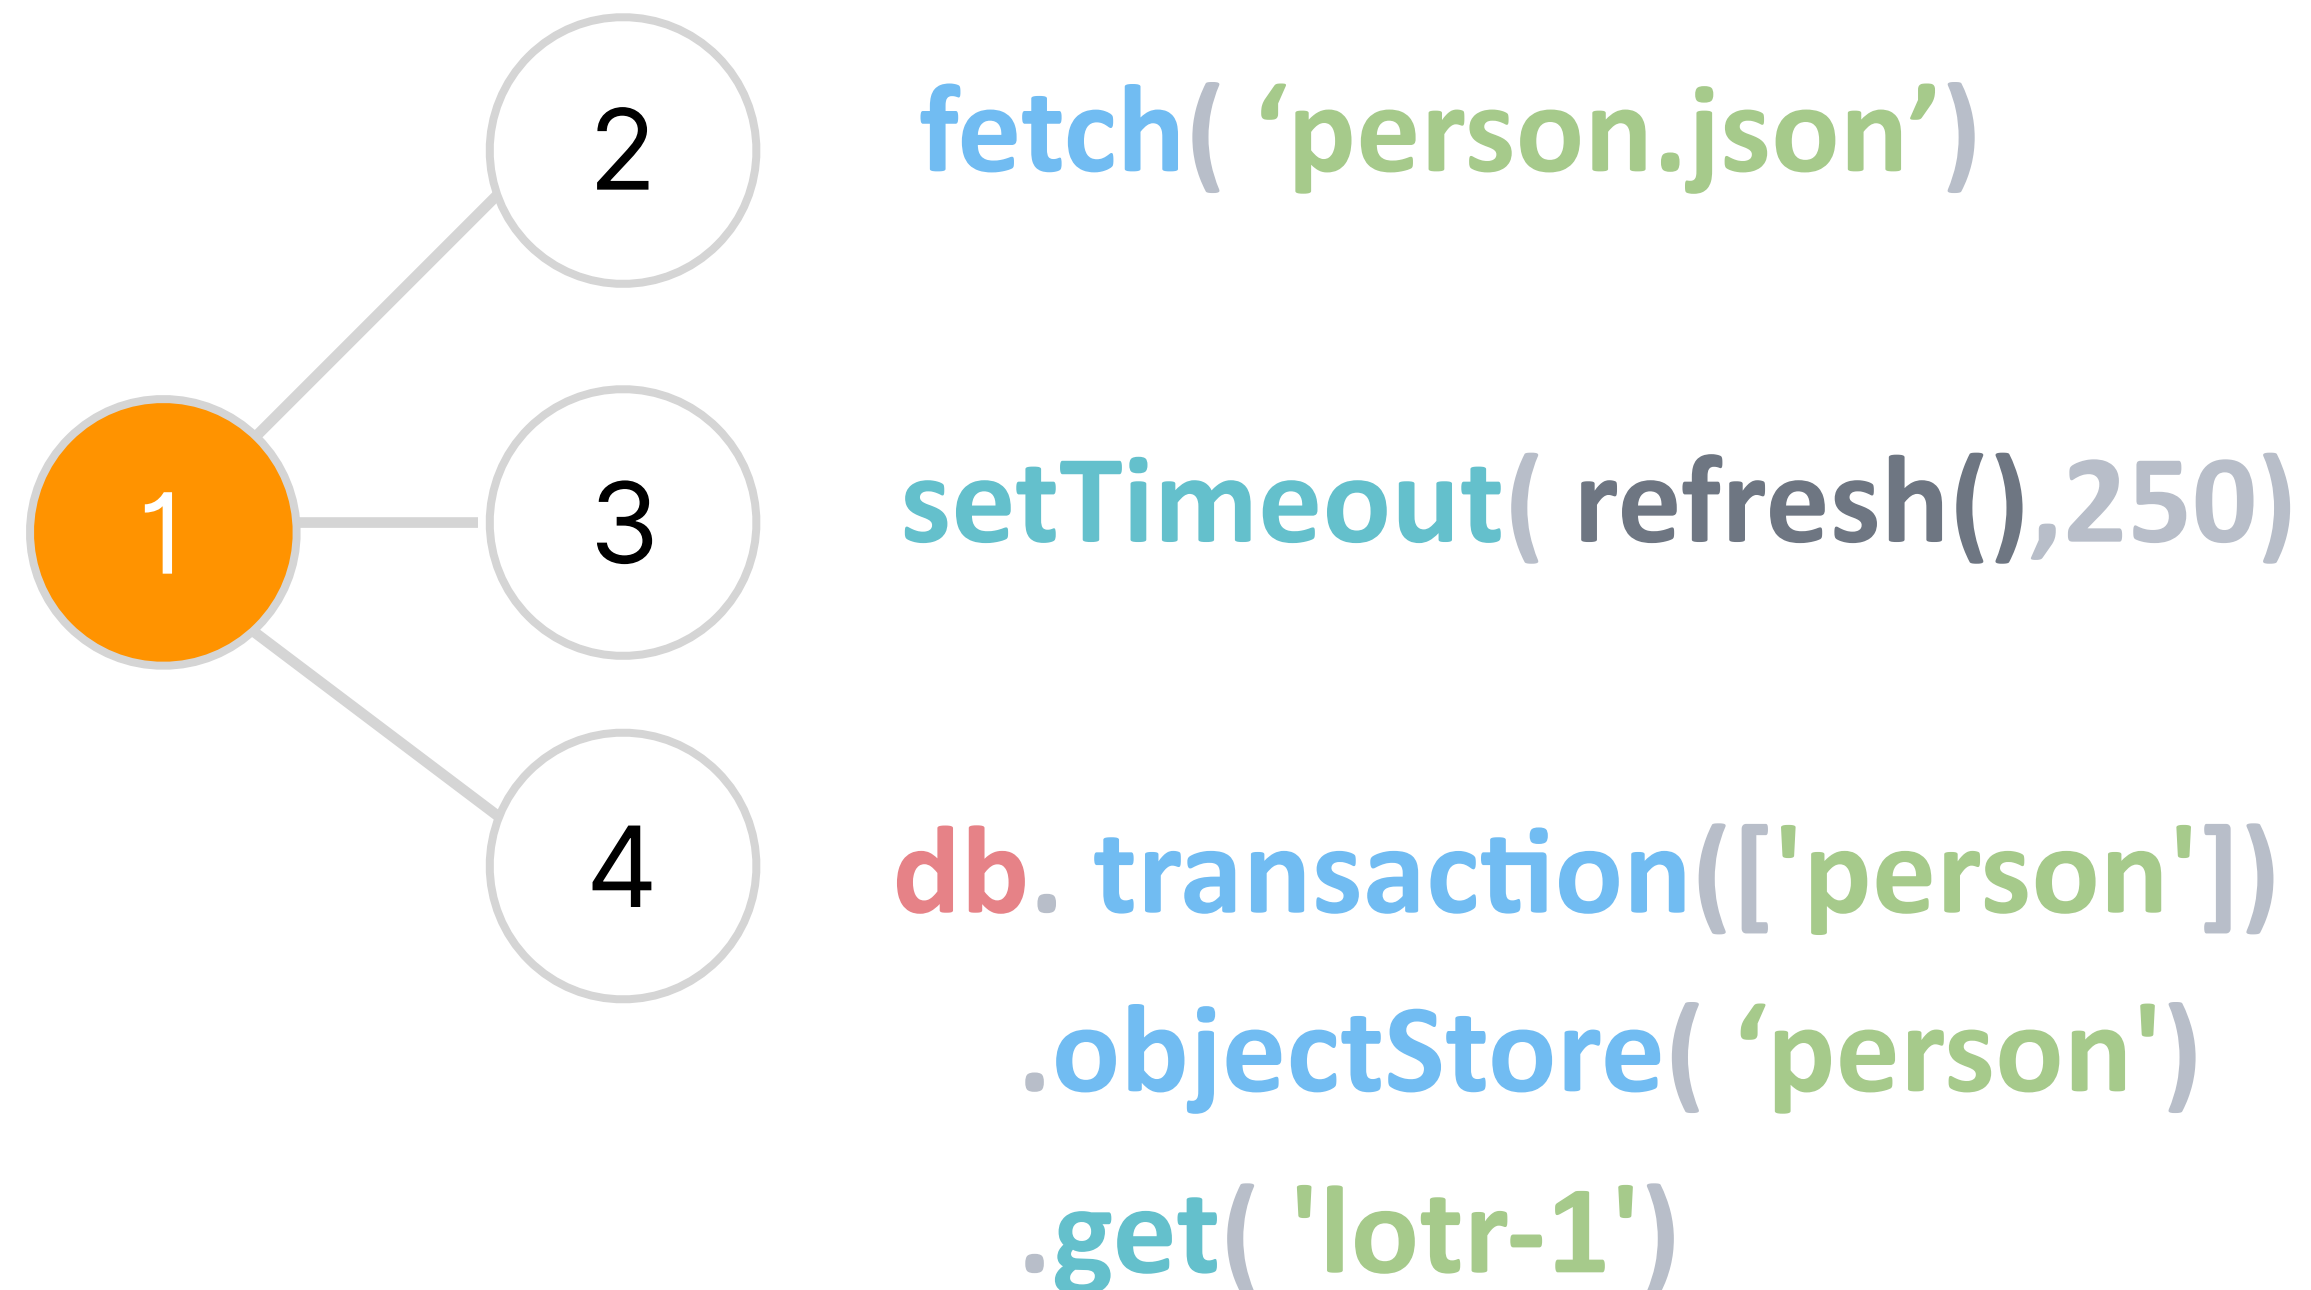 2
fetch( ‘person.json’)
1
3
setTimeout( refresh(),250)
4
db. transaction(['person'])
.objectStore( ‘person')
.get( 'lotr-1')